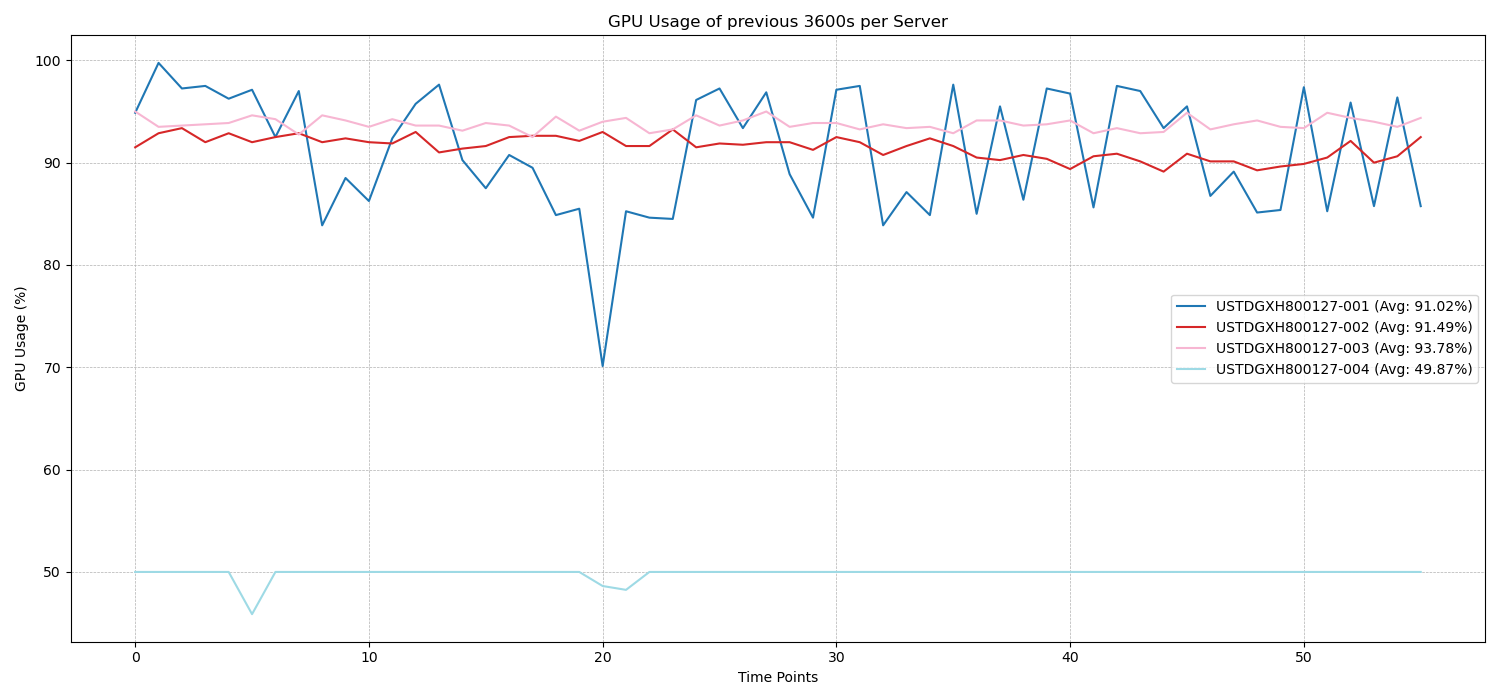 GPU Usage of previous 3600s per Server
GPU Usage (%)
100
90
80
70
60
50
USTDGXH800127-001 (Avg: 91.02%)
USTDGXH800127-002 (Avg: 91.49%)
USTDGXH800127-003 (Avg: 93.78%)
USTDGXH800127-004 (Avg: 49.87%)
0 10 20 30 40 50
Time Points